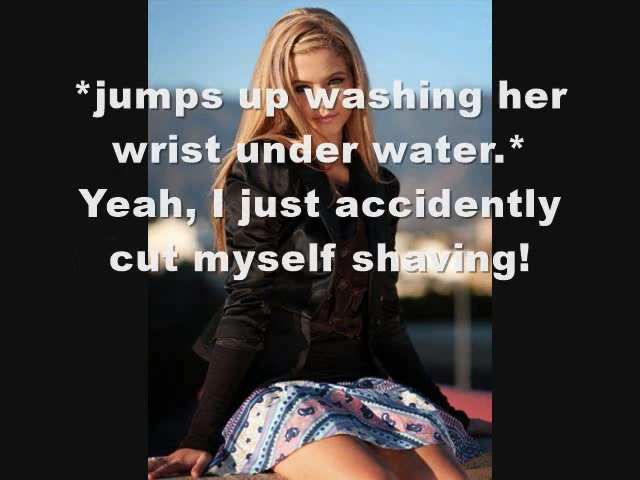 *jumps up washing her
wrist under water.*
Yeah, I just accidently
cut myself shaving!